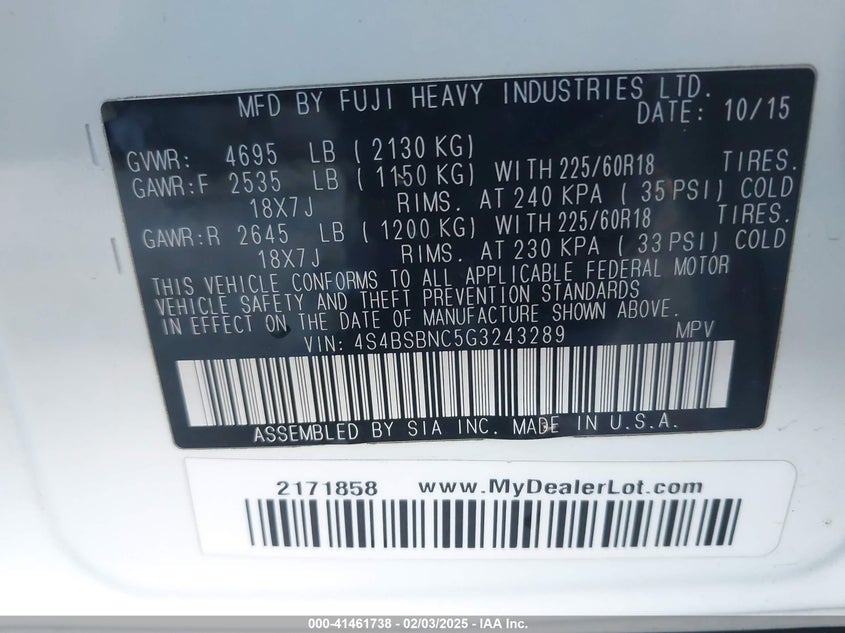 MFD BY FUJI HEAVY INDUSTRIES LTD.
DATE: 10/15
GVWR: 4695 LB ( 2130 KG)
GAWR:F 2535 LB ( 1150 KG) WITH 225/60R18 TIRES.
18X7J RIMS. AT 240 KPA ( 35 PSI) COLD
GAWR:R 2645 LB ( 1200 KG) WITH 225/60R18 TIRES.
18X7J RIMS. AT 230 KPA ( 33 PSI) COLD
THIS VEHICLE CONFORMS TO ALL APPLICABLE FEDERAL MOTOR
VEHICLE SAFETY AND THEFT PREVENTION STANDARDS
IN EFFECT ON THE DATE OF MANUFACTURE SHOWN ABOVE.
VIN: 4S4BSBNC5G3243289 MPV
ASSEMBLED BY SIA INC. MADE IN U.S.A.
2171858 www.MyDealerLot.com
000-41461738 - 02/03/2025 - IAA Inc.